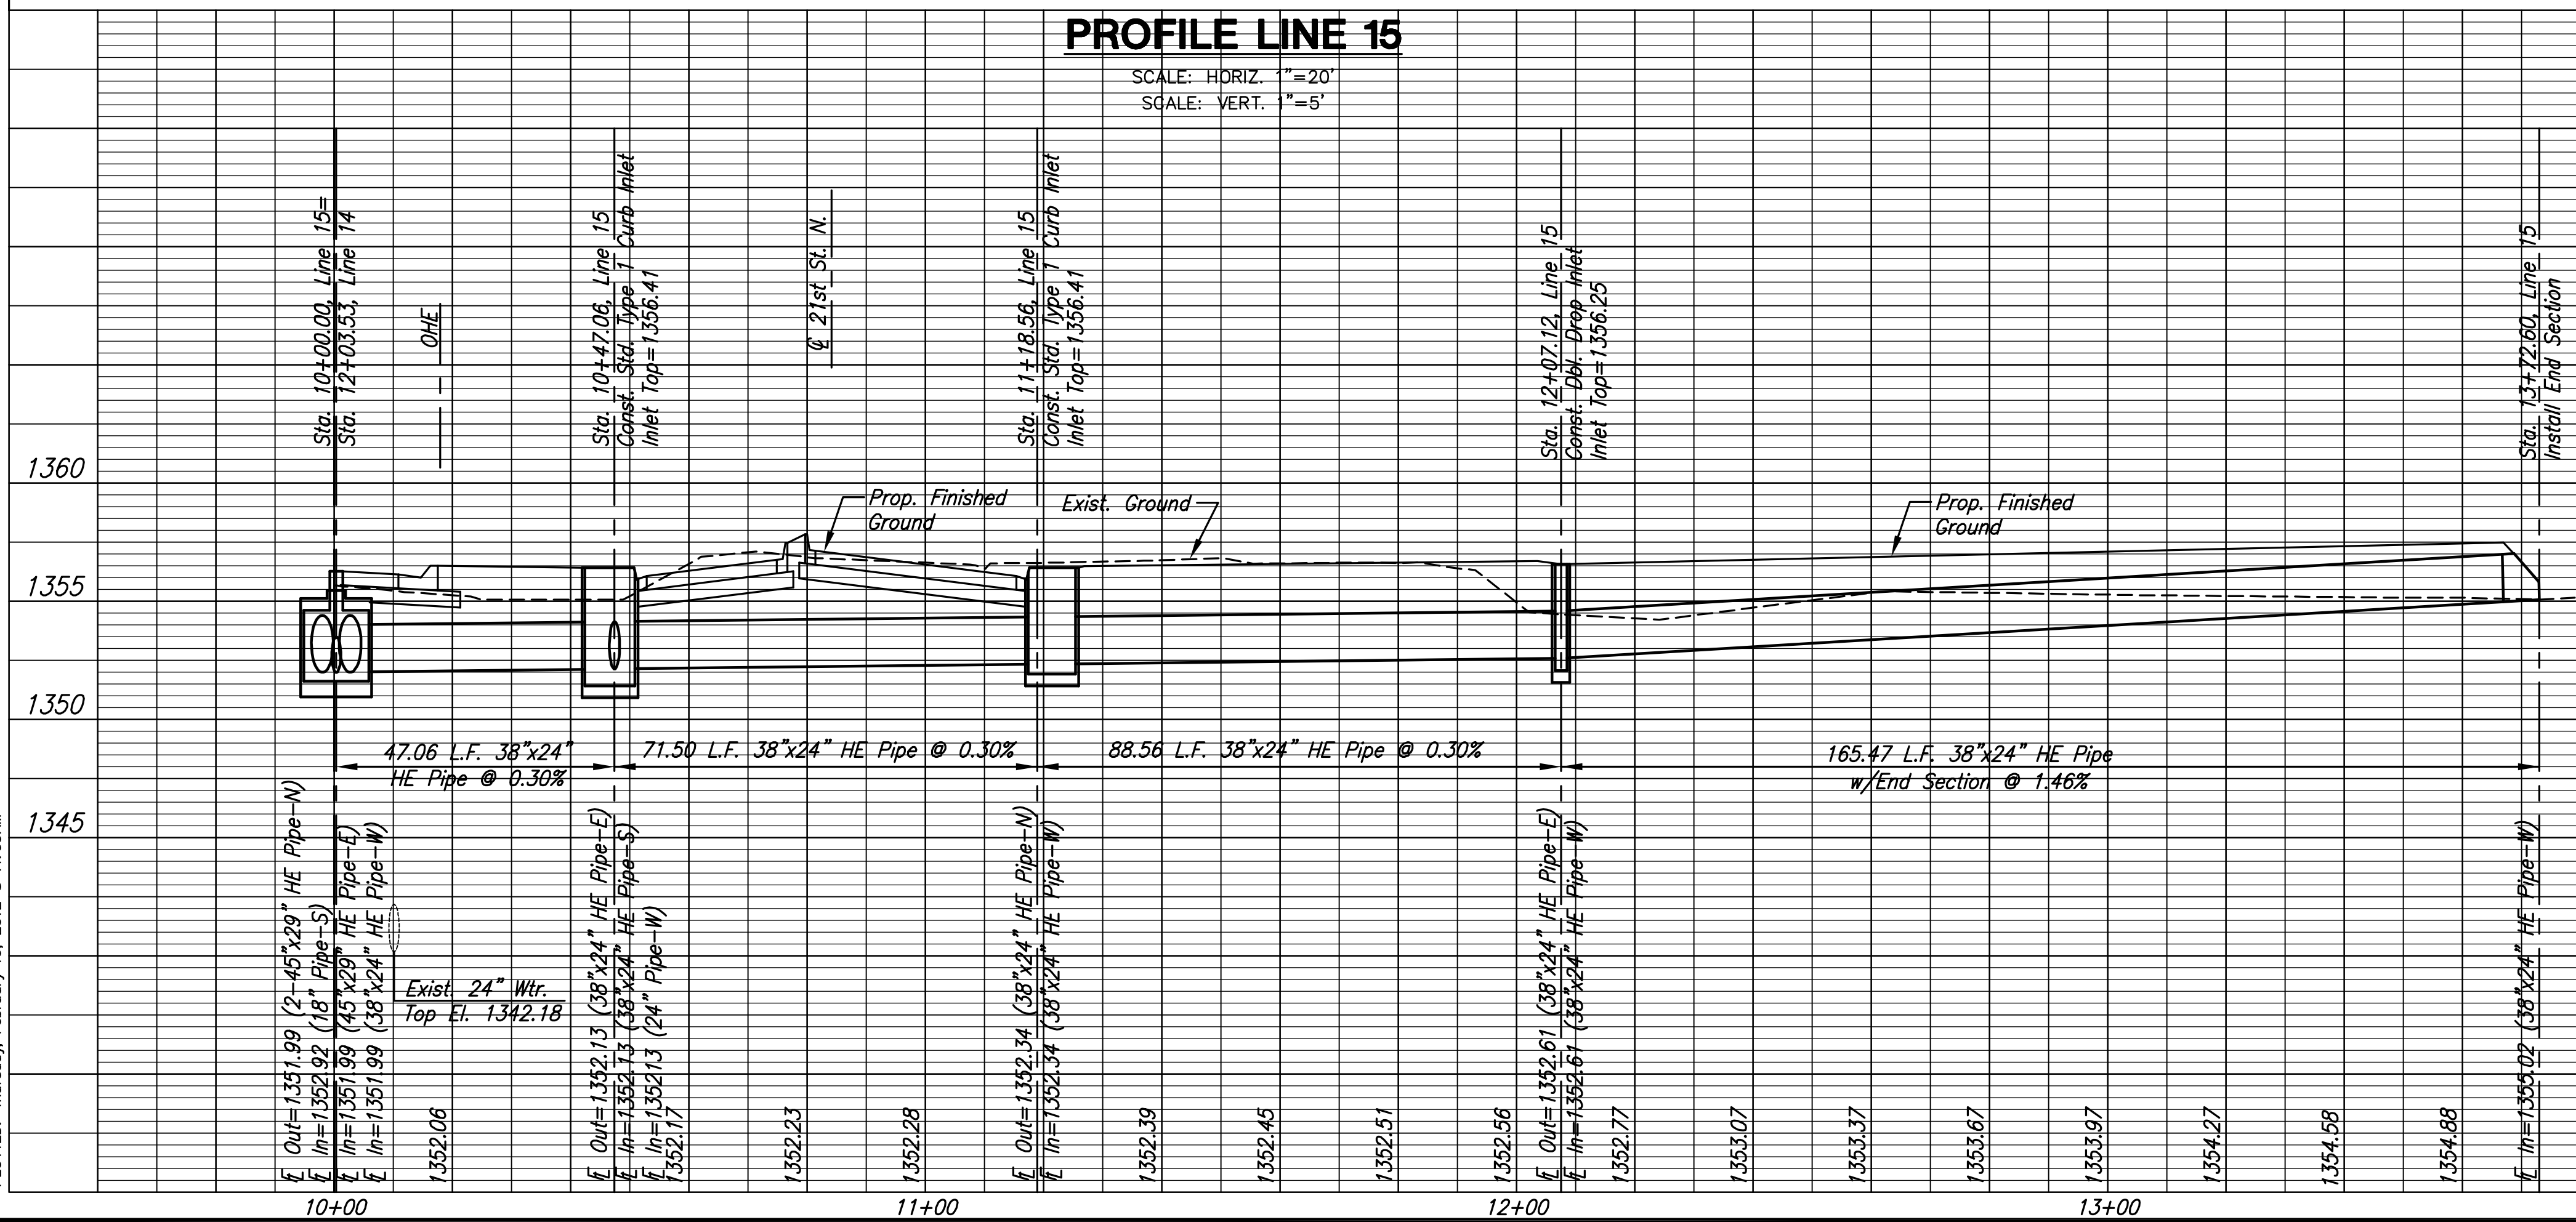 PROFILE LINE 15
SCALE: HORIZ. 1"=20'
SCALE: VERT. 1"=5'
Sta. 10+00.00, Line 15=
Sta. 12+03.53, Line 14
OHE
Sta. 10+47.06, Line 15
Const. Std. Type 1 Curb Inlet
Inlet Top=1356.41
℄ 21st St. N.
Sta. 11+18.56, Line 15
Const. Std. Type 1 Curb Inlet
Inlet Top=1356.41
Sta. 12+07.12, Line 15
Const. Dbl. Drop Inlet
Inlet Top=1356.25
Sta. 13+72.60, Line 15
Install End Section
1360
1355
1350
1345
Prop. Finished
Ground
Exist. Ground
Prop. Finished
Ground
47.06 L.F. 38"x24"
HE Pipe @ 0.30%
71.50 L.F. 38"x24" HE Pipe @ 0.30%
88.56 L.F. 38"x24" HE Pipe @ 0.30%
165.47 L.F. 38"x24" HE Pipe
w/End Section @ 1.46%
Out=1351.99 (2-45"x29" HE Pipe-N)
In=1352.92 (18" Pipe-S)
In=1351.99 (45"x29" HE Pipe-E)
In=1351.99 (38"x24" HE Pipe-W)
Exist. 24" Wtr.
Top El. 1342.18
1352.06
Out=1352.13 (38"x24" HE Pipe-E)
In=1352.13 (38"x24" HE Pipe-S)
In=135213 (24" Pipe-W)
1352.17
1352.23
1352.28
Out=1352.34 (38"x24" HE Pipe-N)
In=1352.34 (38"x24" HE Pipe-W)
1352.39
1352.45
1352.51
1352.56
Out=1352.61 (38"x24" HE Pipe-E)
In=1352.61 (38"x24" HE Pipe-W)
1352.77
1353.07
1353.37
1353.67
1353.97
1354.27
1354.58
1354.88
In=1355.02 (38"x24" HE Pipe-W)
10+00
11+00
12+00
13+00